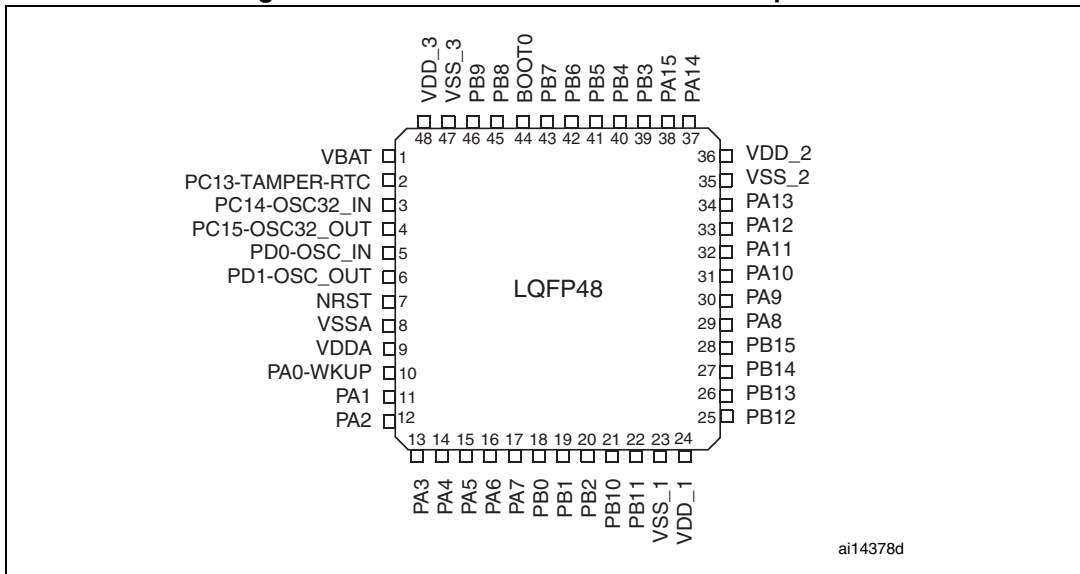 VDD_3
VSS_3
PB9
PB8
BOOT0
PB7
PB6
PB5
PB4
PB3
PA15
PA14
48 47 46 45 44 43 42 41 40 39 38 37
VBAT 1
PC13-TAMPER-RTC 2
PC14-OSC32_IN 3
PC15-OSC32_OUT 4
PD0-OSC_IN 5
PD1-OSC_OUT 6
NRST 7
VSSA 8
VDDA 9
PA0-WKUP 10
PA1 11
PA2 12
LQFP48
36 VDD_2
35 VSS_2
34 PA13
33 PA12
32 PA11
31 PA10
30 PA9
29 PA8
28 PB15
27 PB14
26 PB13
25 PB12
13 14 15 16 17 18 19 20 21 22 23 24
PA3
PA4
PA5
PA6
PA7
PB0
PB1
PB2
PB10
PB11
VSS_1
VDD_1
ai14378d